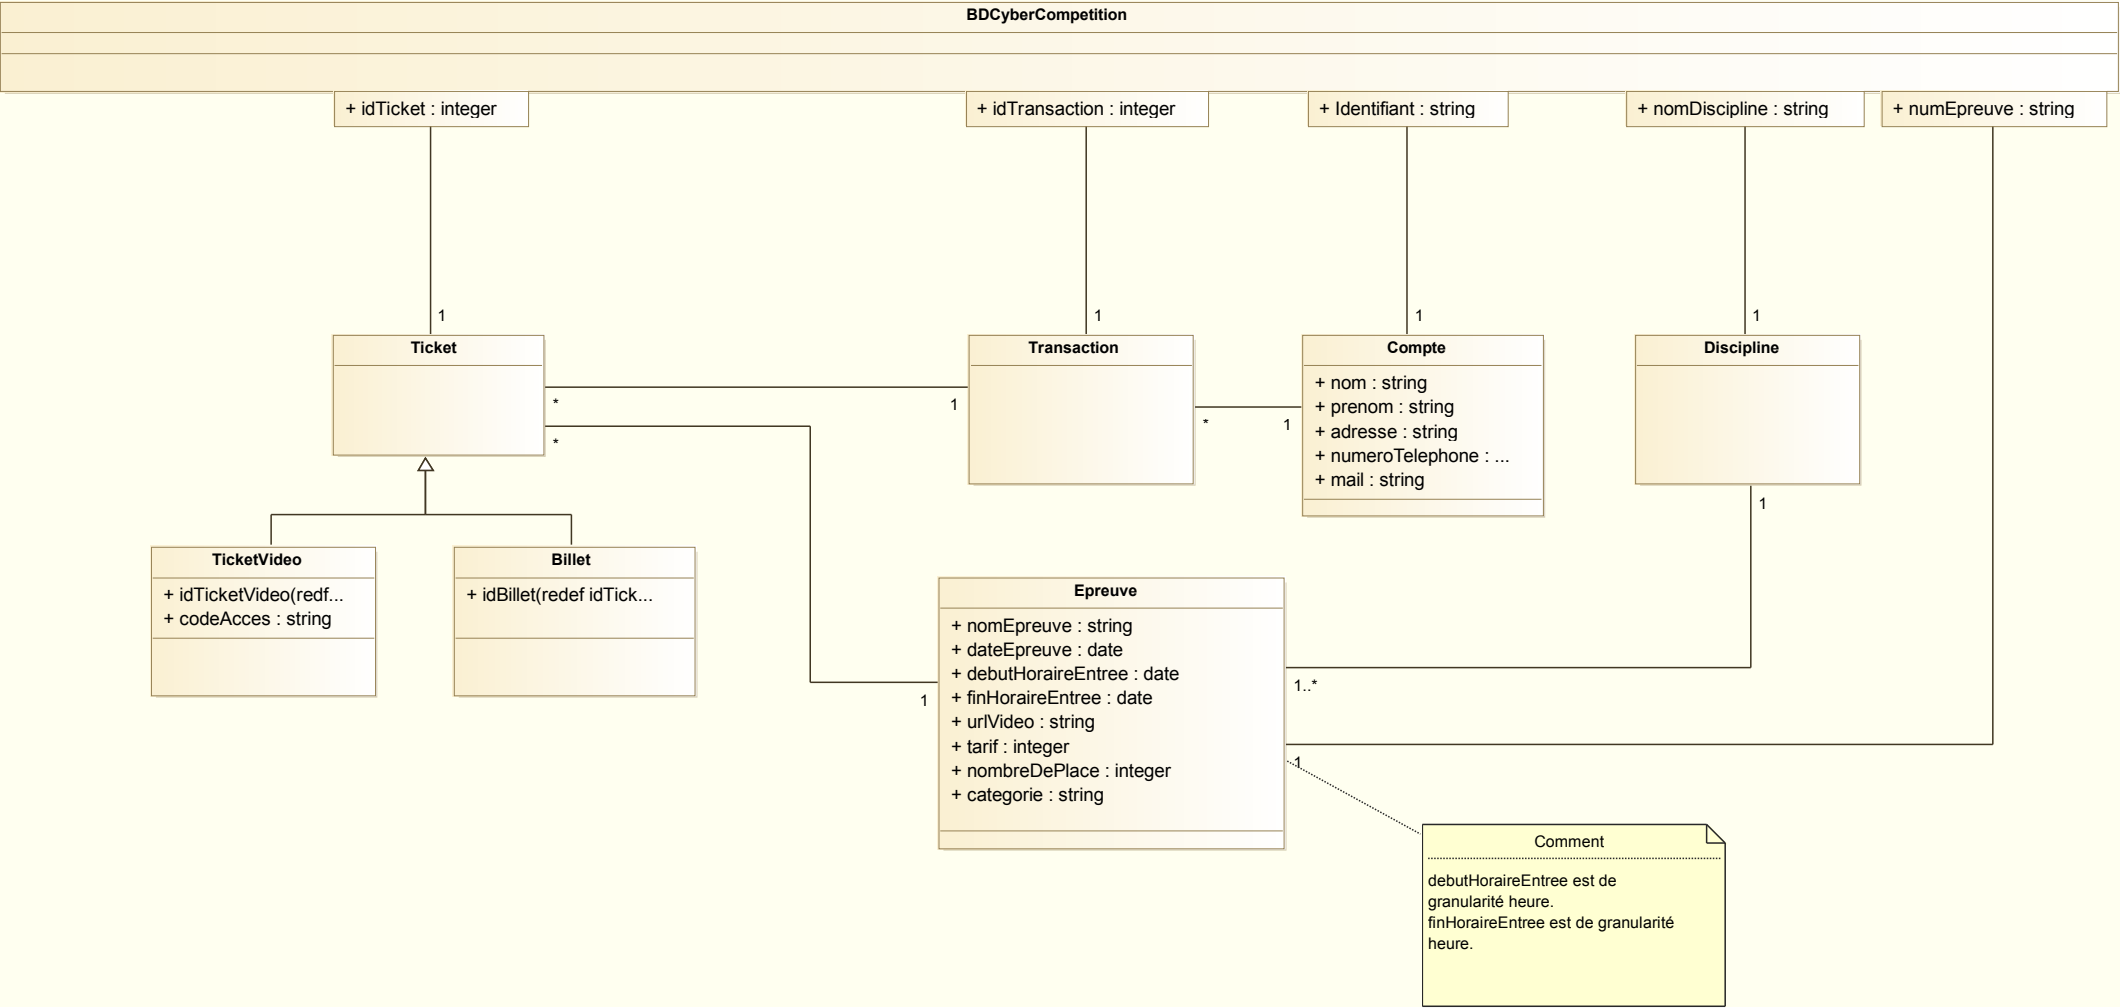 BDCyberCompetition
+ idTicket : integer
+ idTransaction : integer
+ Identifiant : string
+ nomDiscipline : string
+ numEpreuve : string
1
1
1
1
Ticket
Transaction
Compte
+ nom : string
+ prenom : string
+ adresse : string
+ numeroTelephone : ...
+ mail : string
Discipline
*
1
*
1
*
1
TicketVideo
+ idTicketVideo(redf...
+ codeAcces : string
Billet
+ idBillet(redef idTick...
Epreuve
+ nomEpreuve : string
+ dateEpreuve : date
+ debutHoraireEntree : date
+ finHoraireEntree : date
+ urlVideo : string
+ tarif : integer
+ nombreDePlace : integer
+ categorie : string
1
1..*
1
Comment
debutHoraireEntree est de
granularité heure.
finHoraireEntree est de granularité
heure.